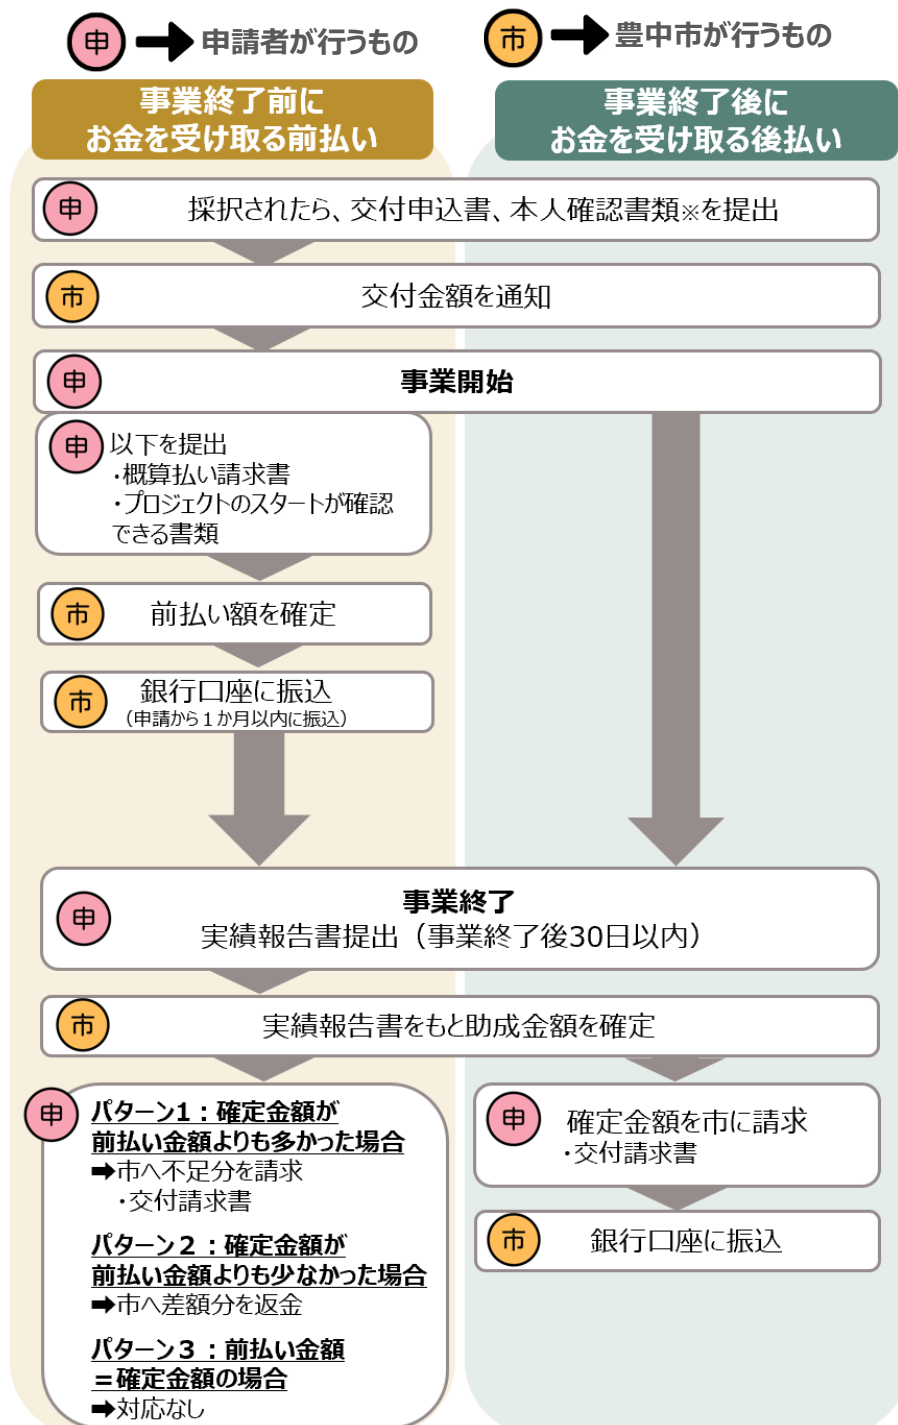 申 ➡ 申請者が行うもの
市 ➡ 豊中市が行うもの
事業終了前に
お金を受け取る前払い
事業終了後に
お金を受け取る後払い
申 採択されたら、交付申込書、本人確認書類※を提出
市 交付金額を通知
申 事業開始
申 以下を提出
・概算払い請求書
・プロジェクトのスタートが確認
できる書類
市 前払い額を確定
市 銀行口座に振込
（申請から１か月以内に振込）
申 事業終了
実績報告書提出（事業終了後30日以内）
市 実績報告書をもと助成金額を確定
申 パターン1：確定金額が
前払い金額よりも多かった場合
➡市へ不足分を請求
・交付請求書
パターン２：確定金額が
前払い金額よりも少なかった場合
➡市へ差額分を返金
パターン３：前払い金額
＝確定金額の場合
➡対応なし
申 確定金額を市に請求
・交付請求書
市 銀行口座に振込